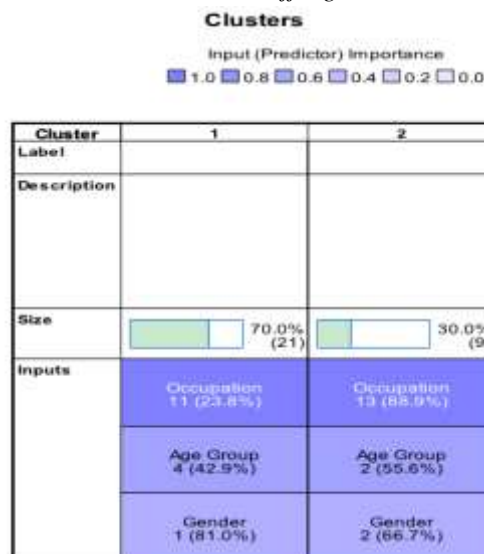 Clusters
Input (Predictor) Importance
1.0 0.8 0.6 0.4 0.2 0.0
Cluster 1 2
Label
Description
Size 70.0% 30.0%
(21) (9
Inputs Occupation Occupation
11 (23.8%) 13 (88.9%)
Age Group Age Group
4 (42.9%) 2 (55.6%)
Gender Gender
1 (81.0%) 2 (66.7%)